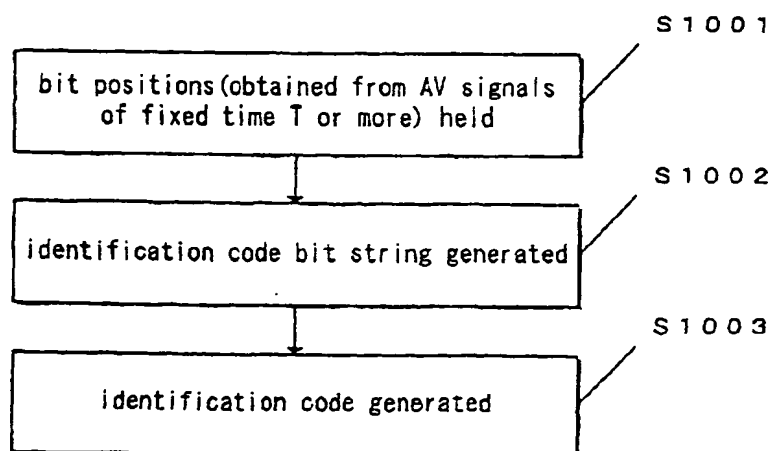 S1001
bit positions(obtained from AV signals
of fixed time T or more) held
S1002
identification code bit string generated
S1003
identification code generated